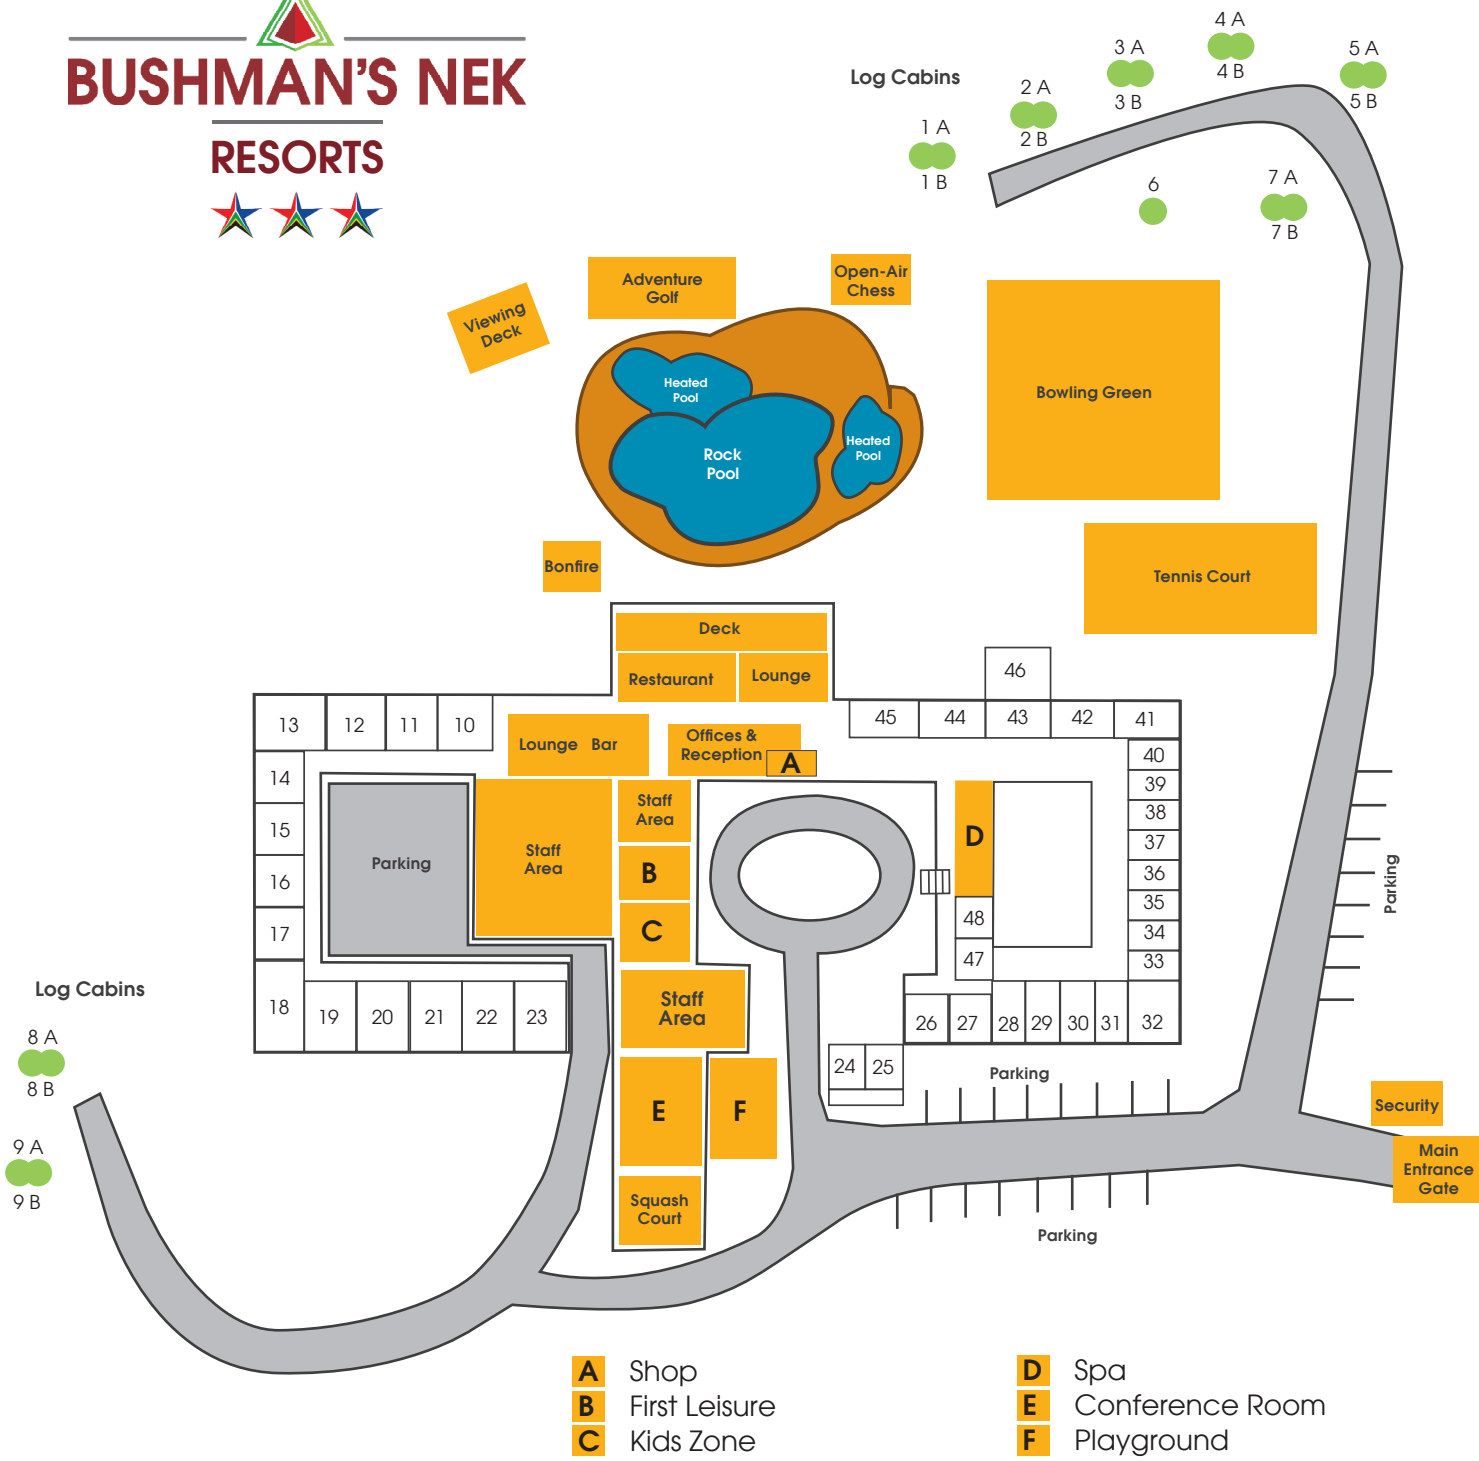 BUSHMAN'S NEK
RESORTS
Log Cabins
1 A
1 B
2 A
2 B
3 A
3 B
4 A
4 B
5 A
5 B
6
7 A
7 B
Viewing
Deck
Adventure
Golf
Open-Air
Chess
Heated
Pool
Rock
Pool
Heated
Pool
Bowling Green
Tennis Court
Bonfire
Deck
Restaurant
Lounge
Lounge Bar
Offices &
Reception
A
13
12
11
10
14
15
16
17
18
19
20
21
22
23
Parking
Staff
Area
Staff
Area
B
C
Staff
Area
E
F
Squash
Court
D
48
47
46
45
44
43
42
41
40
39
38
37
36
35
34
33
32
26
27
28
29
30
31
24
25
Parking
Parking
Parking
Security
Main
Entrance
Gate
Log Cabins
8 A
8 B
9 A
9 B
A Shop
B First Leisure
C Kids Zone
D Spa
E Conference Room
F Playground